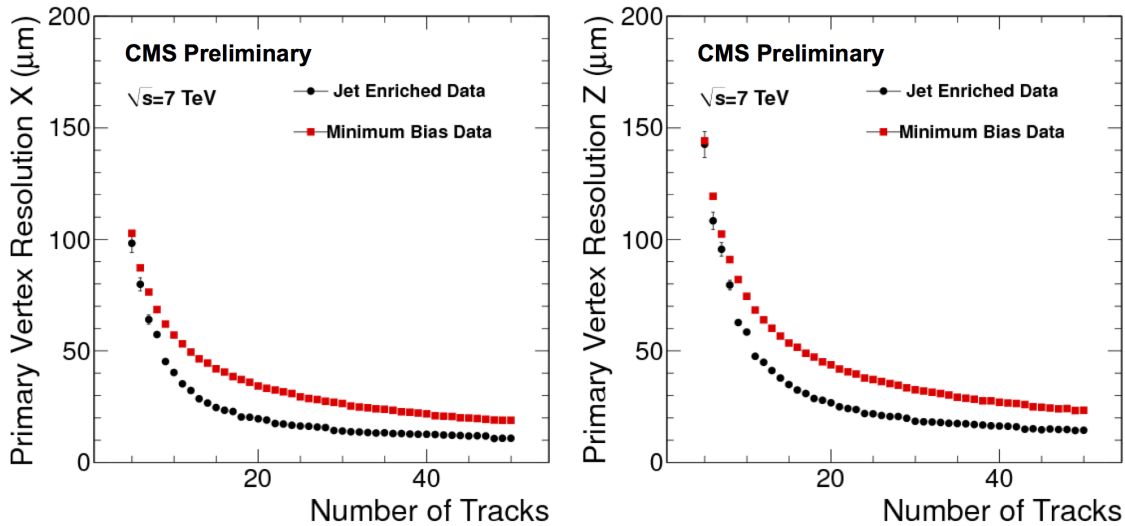 Primary Vertex Resolution X (μm)
200
150
100
50
0
CMS Preliminary
√s=7 TeV
Jet Enriched Data
Minimum Bias Data
20
40
Number of Tracks
Primary Vertex Resolution Z (μm)
200
150
100
50
0
CMS Preliminary
√s=7 TeV
Jet Enriched Data
Minimum Bias Data
20
40
Number of Tracks